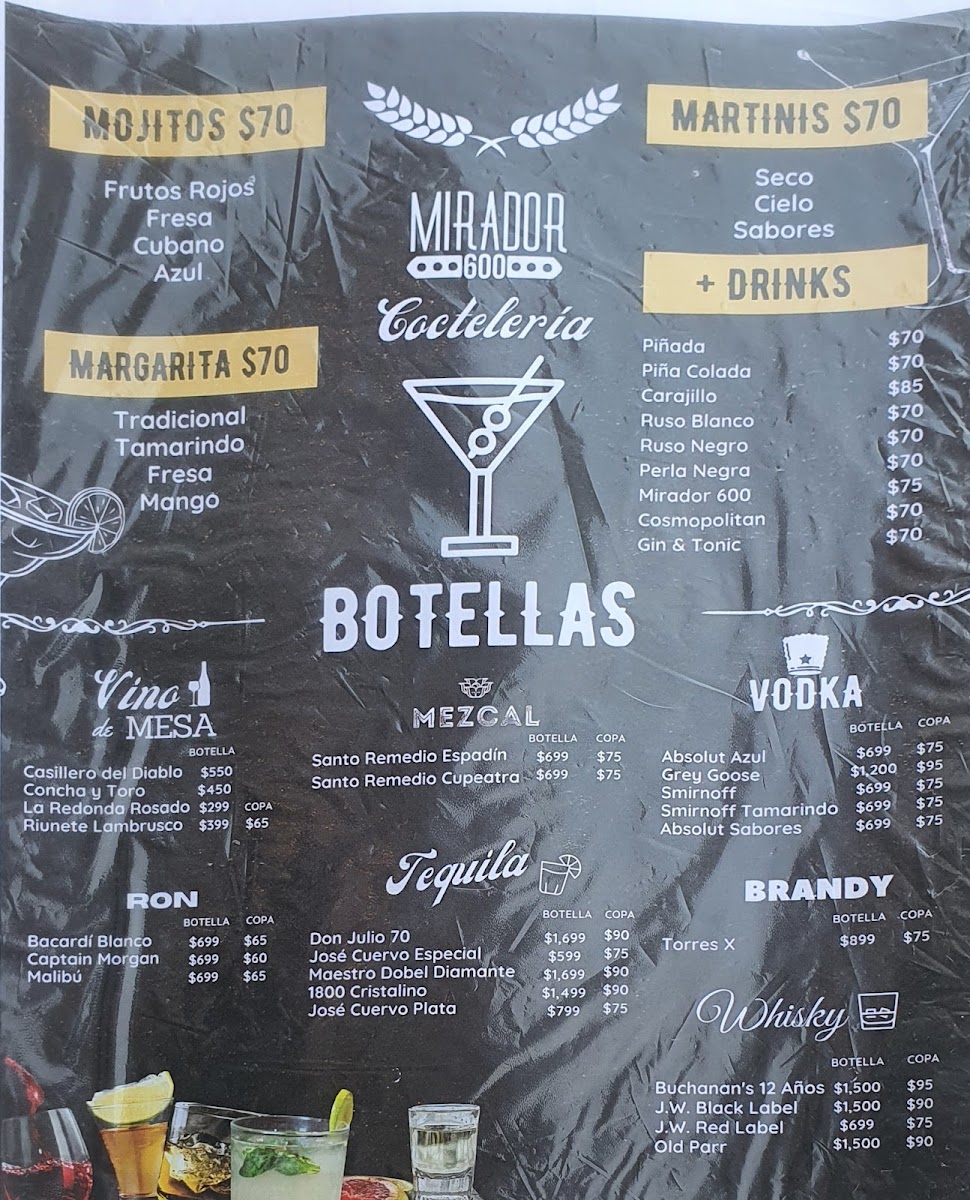 MOJITOS $70
Frutos Rojos
Fresa
Cubano
Azul
MARGARITA $70
Tradicional
Tamarindo
Fresa
Mango
MIRADOR
600
Coctelería
MARTINIS $70
Seco
Cielo
Sabores
+ DRINKS
Piñada $70
Piña Colada $70
Carajillo $85
Ruso Blanco $70
Ruso Negro $70
Perla Negra $70
Mirador 600 $75
Cosmopolitan $70
Gin & Tonic $70
BOTELLAS
Vino
de MESA
BOTELLA
Casillero del Diablo $550
Concha y Toro $450
La Redonda Rosado $299 COPA
Riunete Lambrusco $399 $65
RON
BOTELLA COPA
Bacardí Blanco $699 $65
Captain Morgan $699 $60
Malibú $699 $65
MEZCAL
BOTELLA COPA
Santo Remedio Espadín $699 $75
Santo Remedio Cupeatra $699 $75
Tequila
BOTELLA COPA
Don Julio 70 $1,699 $90
José Cuervo Especial $599 $75
Maestro Dobel Diamante $1,699 $90
1800 Cristalino $1,499 $90
José Cuervo Plata $799 $75
VODKA
BOTELLA COPA
Absolut Azul $699 $75
Grey Goose $1,200 $95
Smirnoff $699 $75
Smirnoff Tamarindo $699 $75
Absolut Sabores $699 $75
BRANDY
BOTELLA COPA
Torres X $899 $75
Whisky
BOTELLA COPA
Buchanan's 12 Años $1,500 $95
J.W. Black Label $1,500 $90
J.W. Red Label $699 $75
Old Parr $1,500 $90